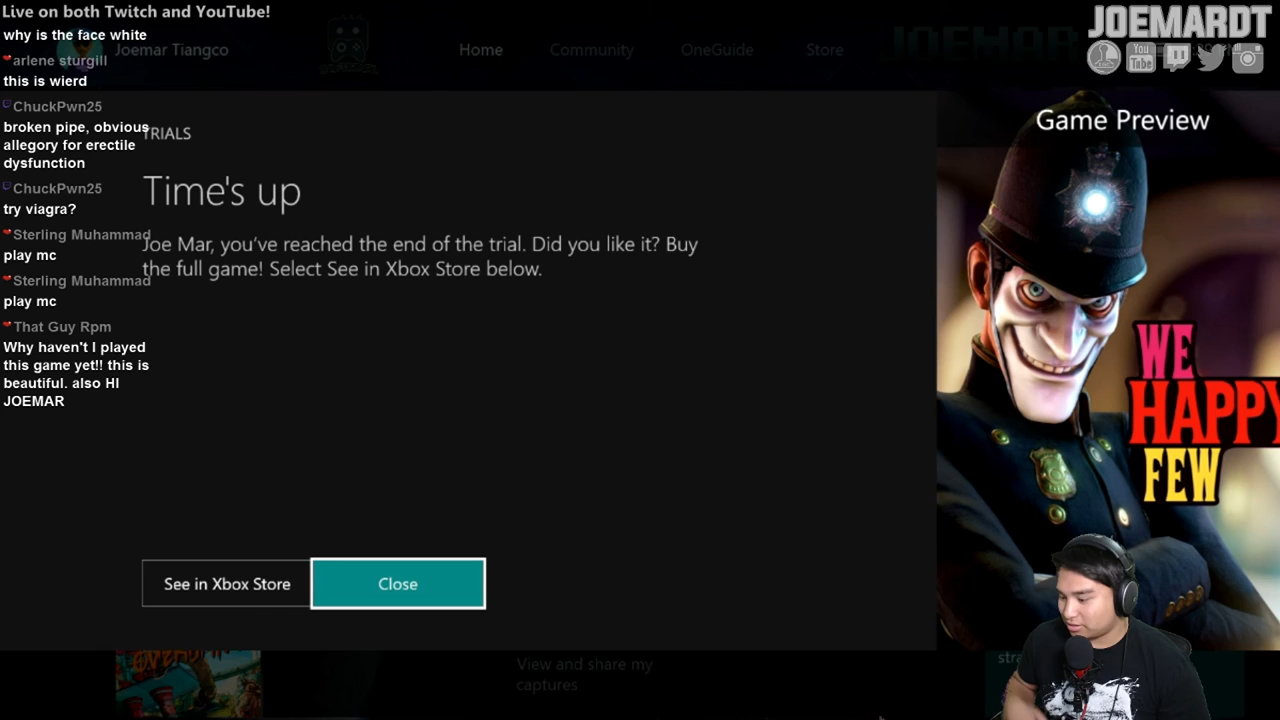 Live on both Twitch and YouTube!
why is the face white
arlene sturgill
this is wierd
ChuckPwn25
broken pipe, obvious
allegory for erectile
dysfunction
ChuckPwn25
try viagra?
Sterling Muhammad
play mc
Sterling Muhammad
play mc
That Guy Rpm
Why haven't I played
this game yet!! this is
beautiful. also HI
JOEMAR
Joemar Tiangco
Home
Community
OneGuide
Store
JOEMAR
JOEMARDT
You
Tube
TRIALS
Time's up
Joe Mar, you've reached the end of the trial. Did you like it? Buy
the full game! Select See in Xbox Store below.
See in Xbox Store
Close
Game Preview
WE
HAPPY
FEW
View and share my
captures